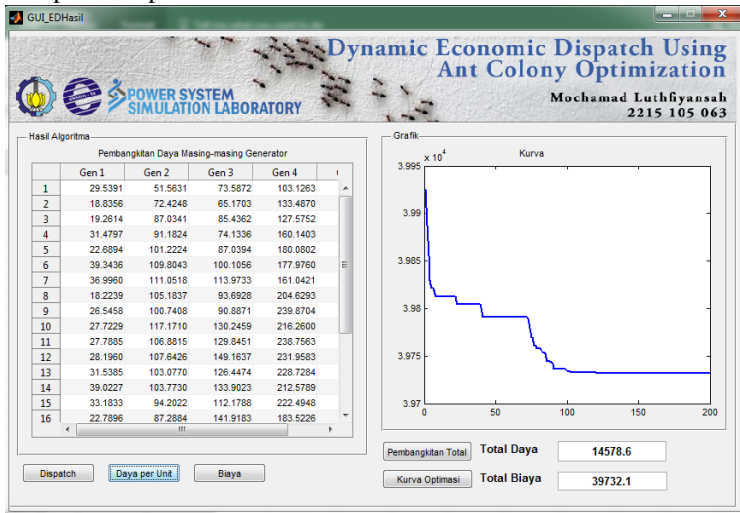 GUI_EDHasil
Dynamic Economic Dispatch Using
Ant Colony Optimization
POWER SYSTEM
SIMULATION LABORATORY
Mochamad Luthfiyansah
2215 105 063
Hasil Algoritma
Pembangkitan Daya Masing-masing Generator
Gen 1 Gen 2 Gen 3 Gen 4
1 29.5391 51.5631 73.5872 103.1263
2 18.8356 72.4248 65.1703 133.4870
3 19.2614 87.0341 85.4362 127.5752
4 31.4797 91.1824 74.1336 160.1403
5 22.6894 101.2224 87.0394 180.0802
6 39.3436 109.8043 100.1056 177.9760
7 36.9960 111.0518 113.9733 161.0421
8 18.2239 105.1837 93.6928 204.6293
9 26.5458 100.7408 90.8871 239.8704
10 27.7229 117.1710 130.2459 216.2600
11 27.7885 106.8815 129.8451 238.7563
12 28.1960 107.6426 149.1637 231.9583
13 31.5385 103.0770 126.4474 228.7284
14 39.0227 103.7730 133.9023 212.5789
15 33.1833 94.2022 112.1788 222.4948
16 22.7896 87.2884 141.9183 183.5226
Dispatch Daya per Unit Biaya
Grafik
x 10^4 Kurva
3.995
3.99
3.985
3.98
3.975
3.97
0 50 100 150 200
Pembangkitan Total Total Daya 14578.6
Kurva Optimasi Total Biaya 39732.1